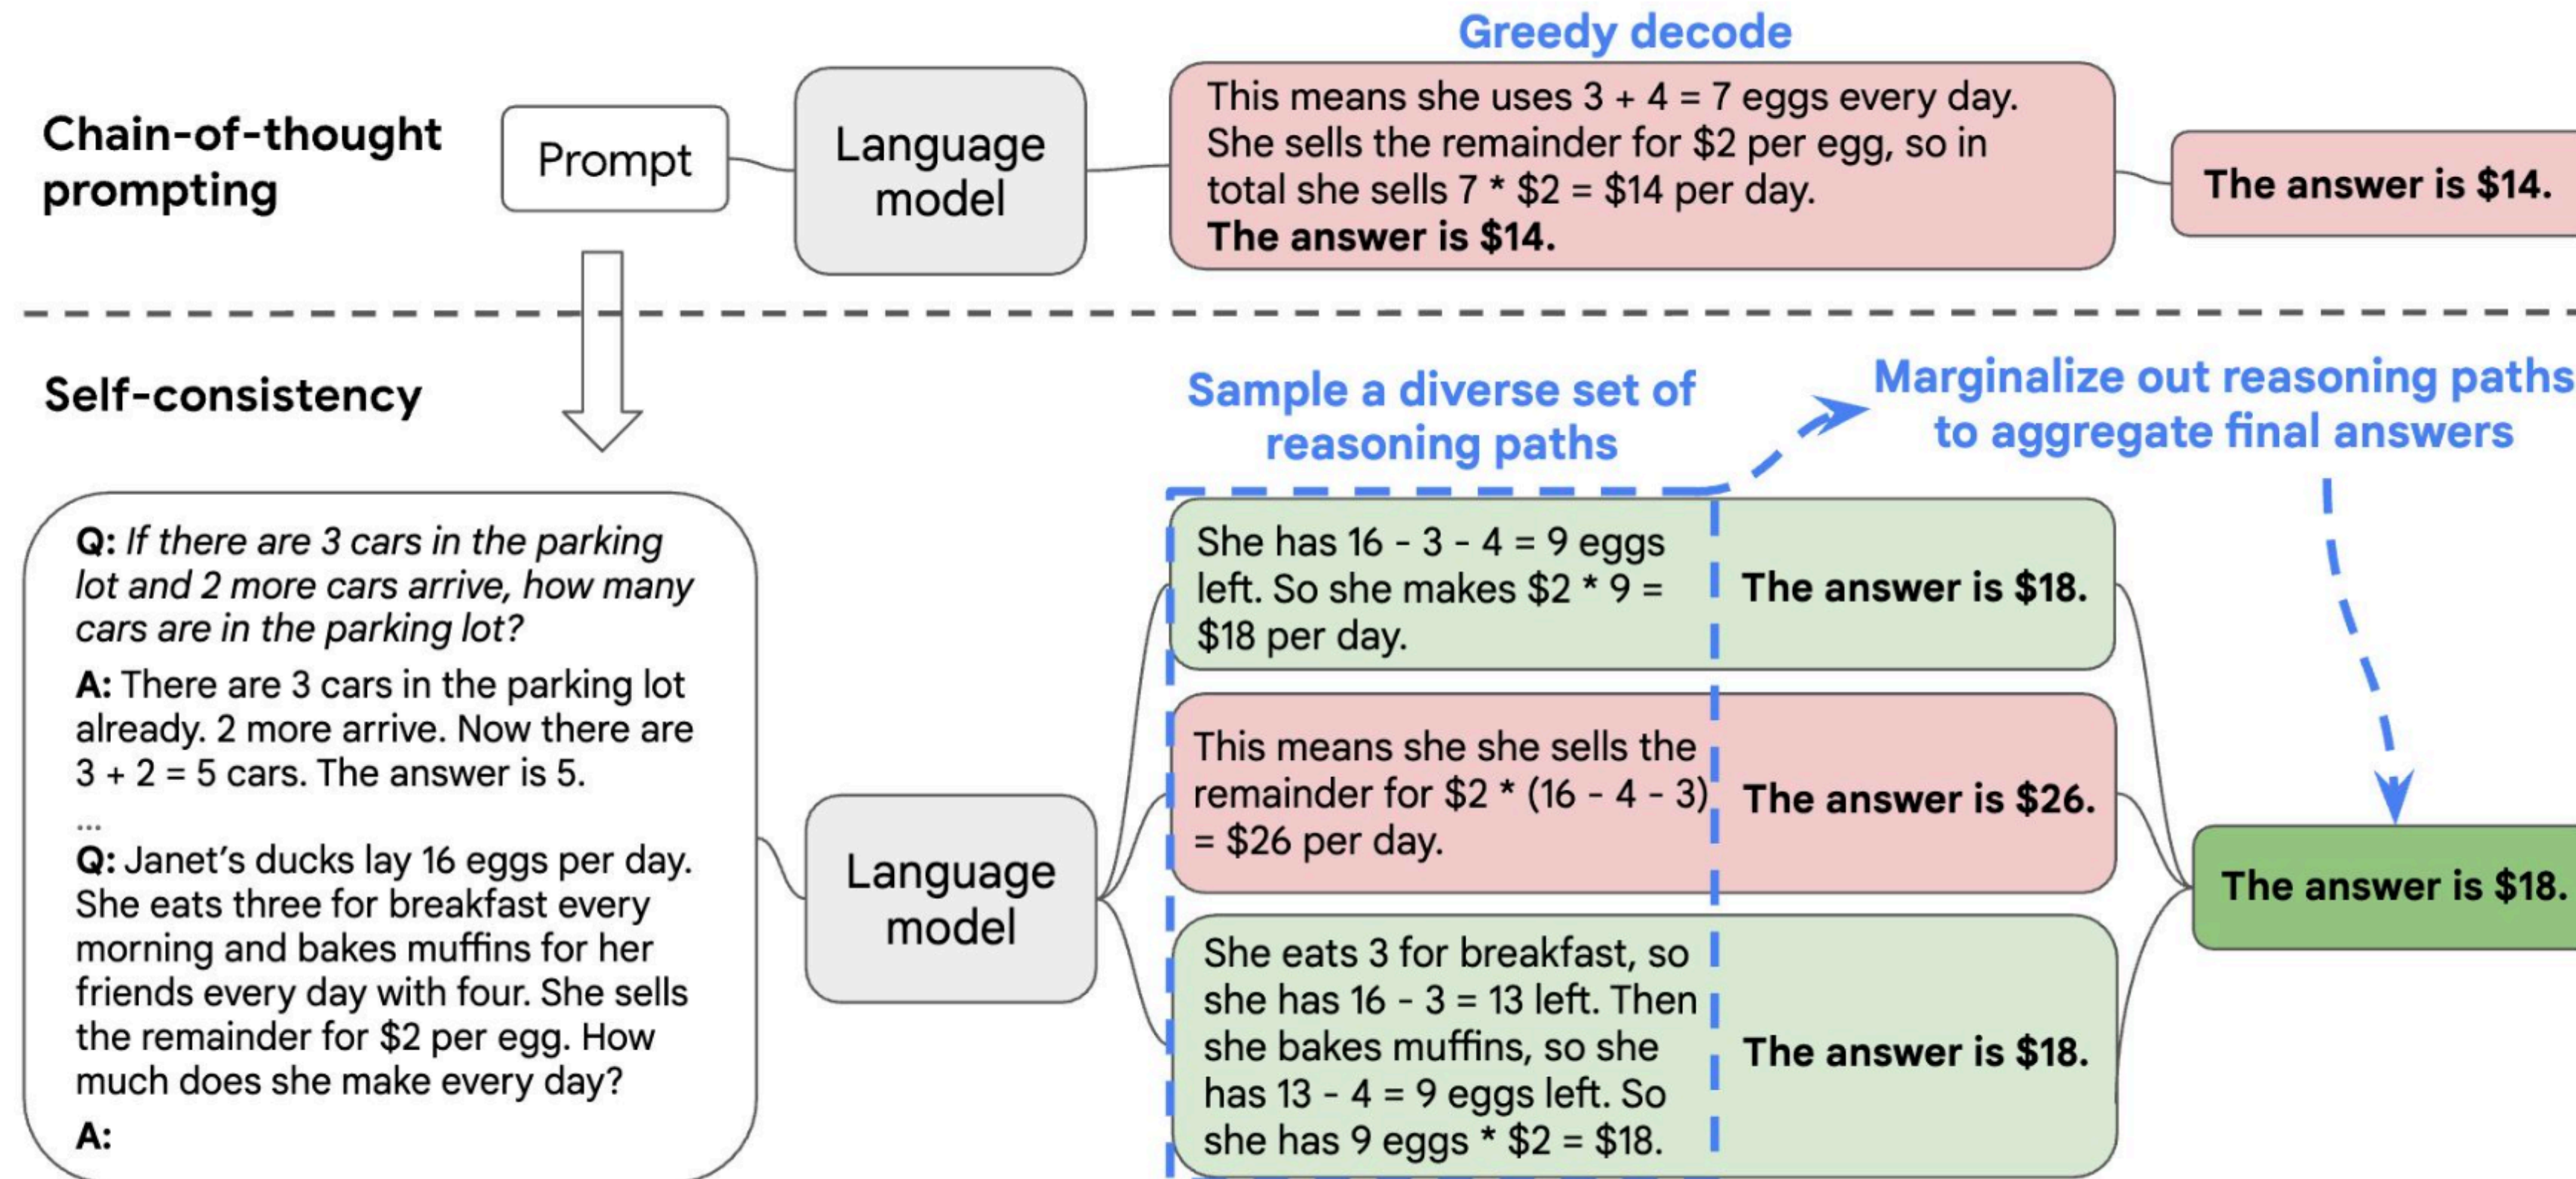 Greedy decode
Chain-of-thought
prompting
Prompt
Language
model
This means she uses 3 + 4 = 7 eggs every day.
She sells the remainder for $2 per egg, so in
total she sells 7 * $2 = $14 per day.
The answer is $14.
The answer is $14.
Self-consistency
Sample a diverse set of
reasoning paths
Marginalize out reasoning paths
to aggregate final answers
Q: If there are 3 cars in the parking
lot and 2 more cars arrive, how many
cars are in the parking lot?
A: There are 3 cars in the parking lot
already. 2 more arrive. Now there are
3 + 2 = 5 cars. The answer is 5.
...
Q: Janet’s ducks lay 16 eggs per day.
She eats three for breakfast every
morning and bakes muffins for her
friends every day with four. She sells
the remainder for $2 per egg. How
much does she make every day?
A:
Language
model
She has 16 - 3 - 4 = 9 eggs
left. So she makes $2 * 9 =
$18 per day.
The answer is $18.
This means she she sells the
remainder for $2 * (16 - 4 - 3)
= $26 per day.
The answer is $26.
She eats 3 for breakfast, so
she has 16 - 3 = 13 left. Then
she bakes muffins, so she
has 13 - 4 = 9 eggs left. So
she has 9 eggs * $2 = $18.
The answer is $18.
The answer is $18.